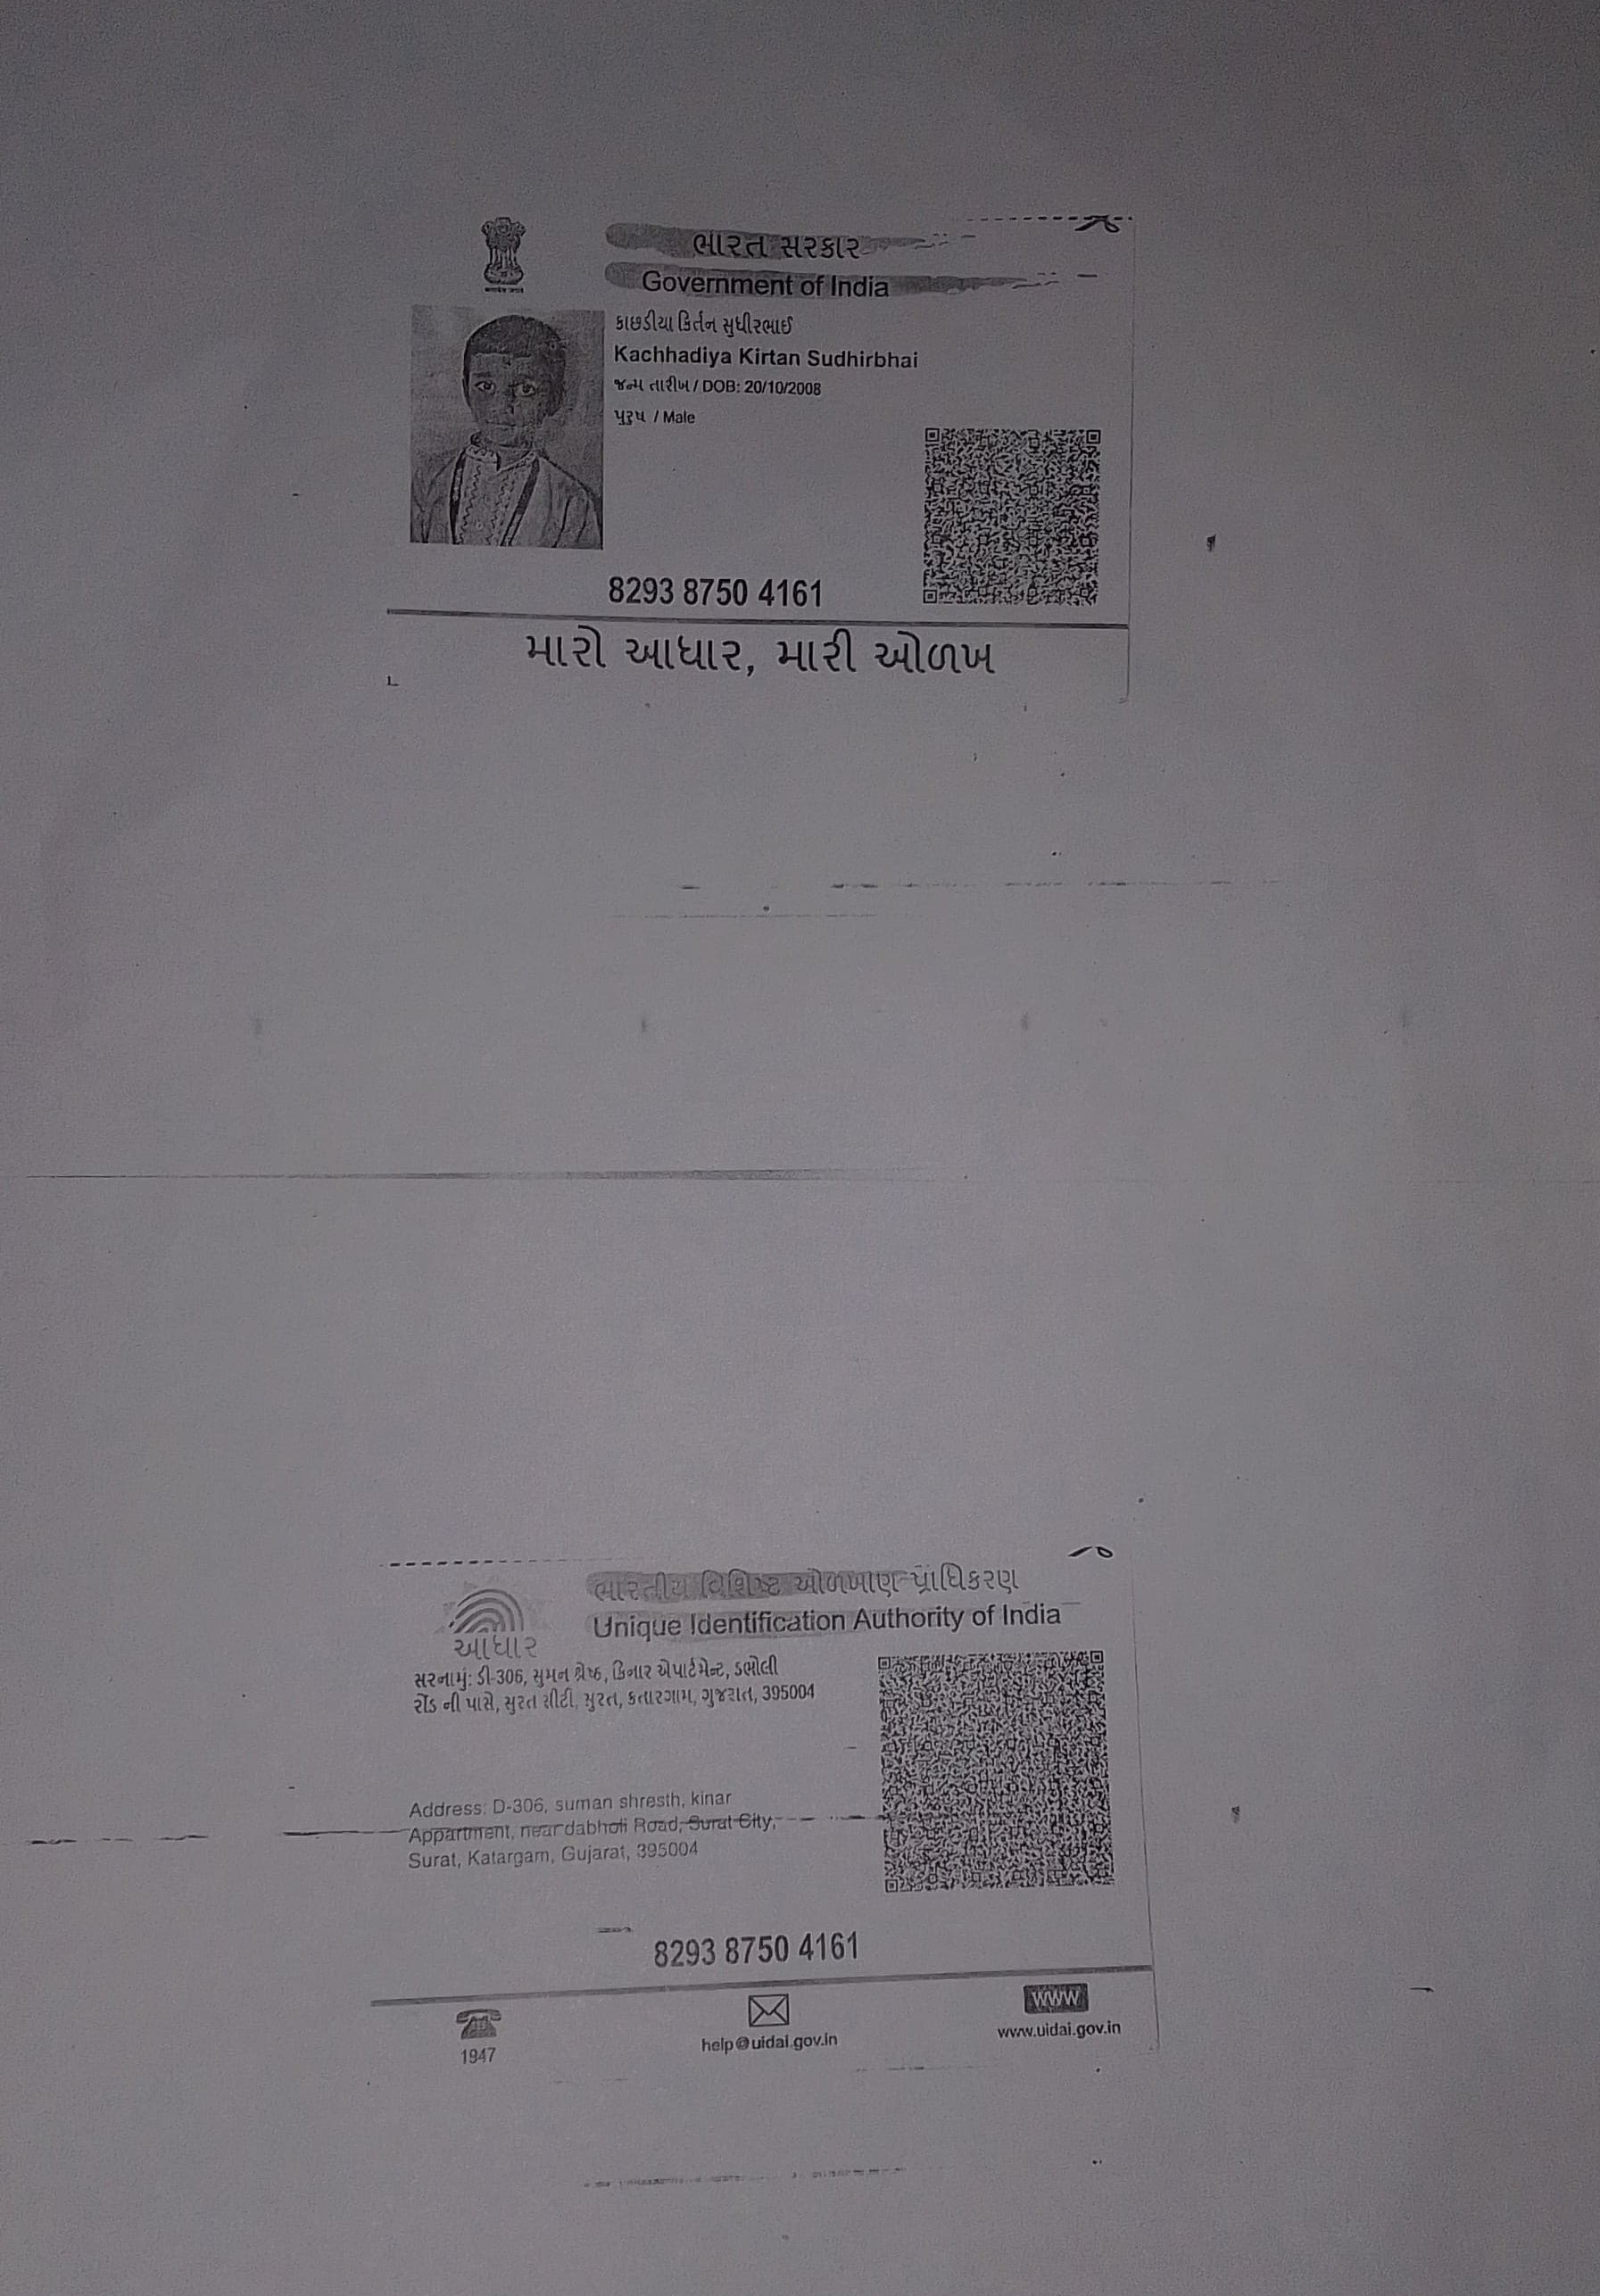 ભારત સરકાર
Government of India
કાછડીયા કિર્તન સુધીરભાઈ
Kachhadiya Kirtan Sudhirbhai
જન્મ તારીખ / DOB: 20/10/2008
પુરુષ / Male
8293 8750 4161
મારો આધાર, મારી ઓળખ
ભારતીય વિશિષ્ટ ઓળખાણ પ્રાધિકરણ
Unique Identification Authority of India
આધાર
સરનામું: ડી-306, સુમન શ્રેષ્ઠ, કિનાર એપાર્ટમેન્ટ, ડભોલી
રોડ ની પાસે, સુરત સીટી, સુરત, કતારગામ, ગુજરાત, 395004
Address: D-306, suman shresth, kinar
Appartment, near dabholi Road, Surat City,
Surat, Katargam, Gujarat, 395004
8293 8750 4161
WWW
1947
help@uidai.gov.in
www.uidai.gov.in